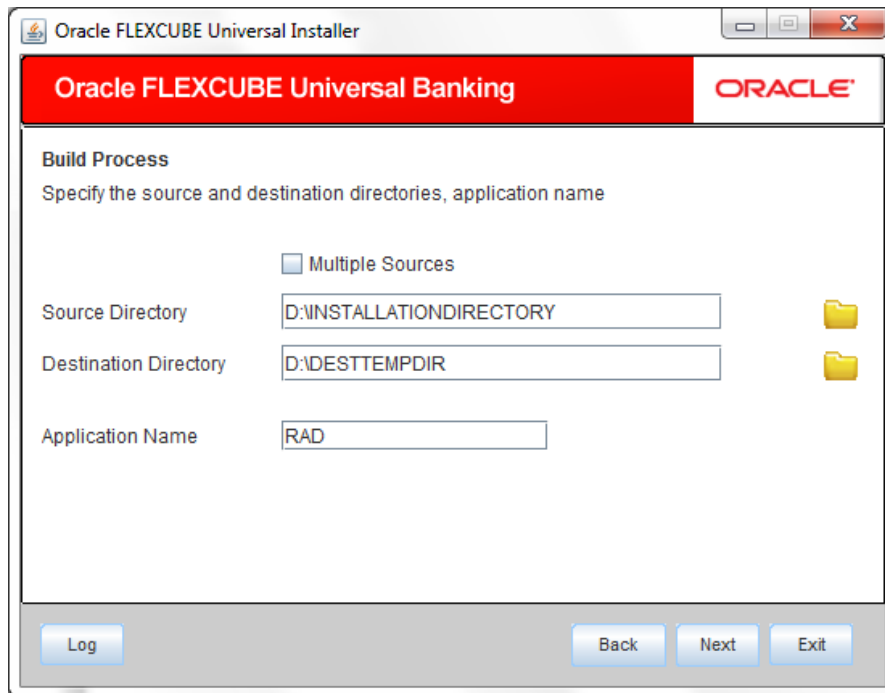 Oracle FLEXCUBE Universal Installer
Oracle FLEXCUBE Universal Banking
ORACLE
Build Process
Specify the source and destination directories, application name
Multiple Sources
Source Directory D:\INSTALLATIONDIRECTORY
Destination Directory D:\DESTTEMPDIR
Application Name RAD
Log Back Next Exit